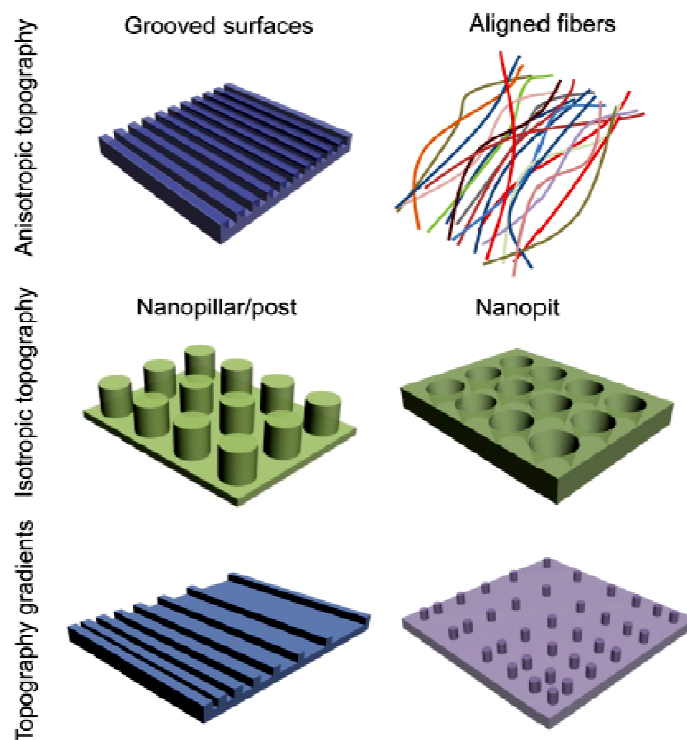 Grooved surfaces
Aligned fibers
Anisotropic topography
Nanopillar/post
Nanopit
Isotropic topography
Topography gradients